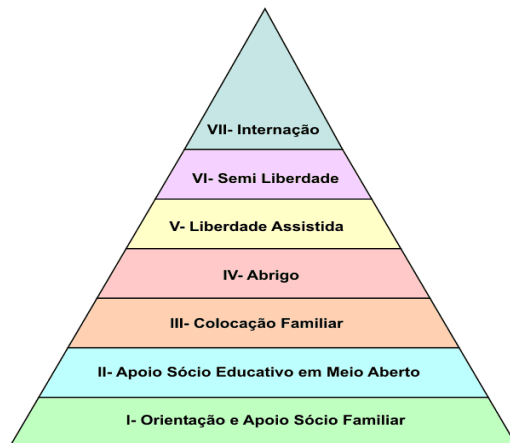 VII- Internação
VI- Semi Liberdade
V- Liberdade Assistida
IV- Abrigo
III- Colocação Familiar
II- Apoio Sócio Educativo em Meio Aberto
I- Orientação e Apoio Sócio Familiar